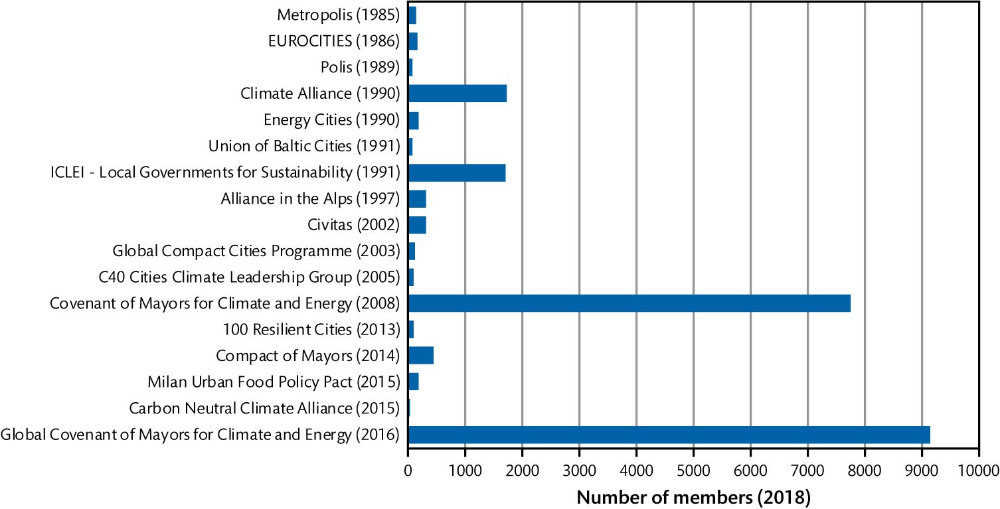 Metropolis (1985)
EUROCITIES (1986)
Polis (1989)
Climate Alliance (1990)
Energy Cities (1990)
Union of Baltic Cities (1991)
ICLEI - Local Governments for Sustainability (1991)
Alliance in the Alps (1997)
Civitas (2002)
Global Compact Cities Programme (2003)
C40 Cities Climate Leadership Group (2005)
Covenant of Mayors for Climate and Energy (2008)
100 Resilient Cities (2013)
Compact of Mayors (2014)
Milan Urban Food Policy Pact (2015)
Carbon Neutral Climate Alliance (2015)
Global Covenant of Mayors for Climate and Energy (2016)
0 1000 2000 3000 4000 5000 6000 7000 8000 9000 10000
Number of members (2018)